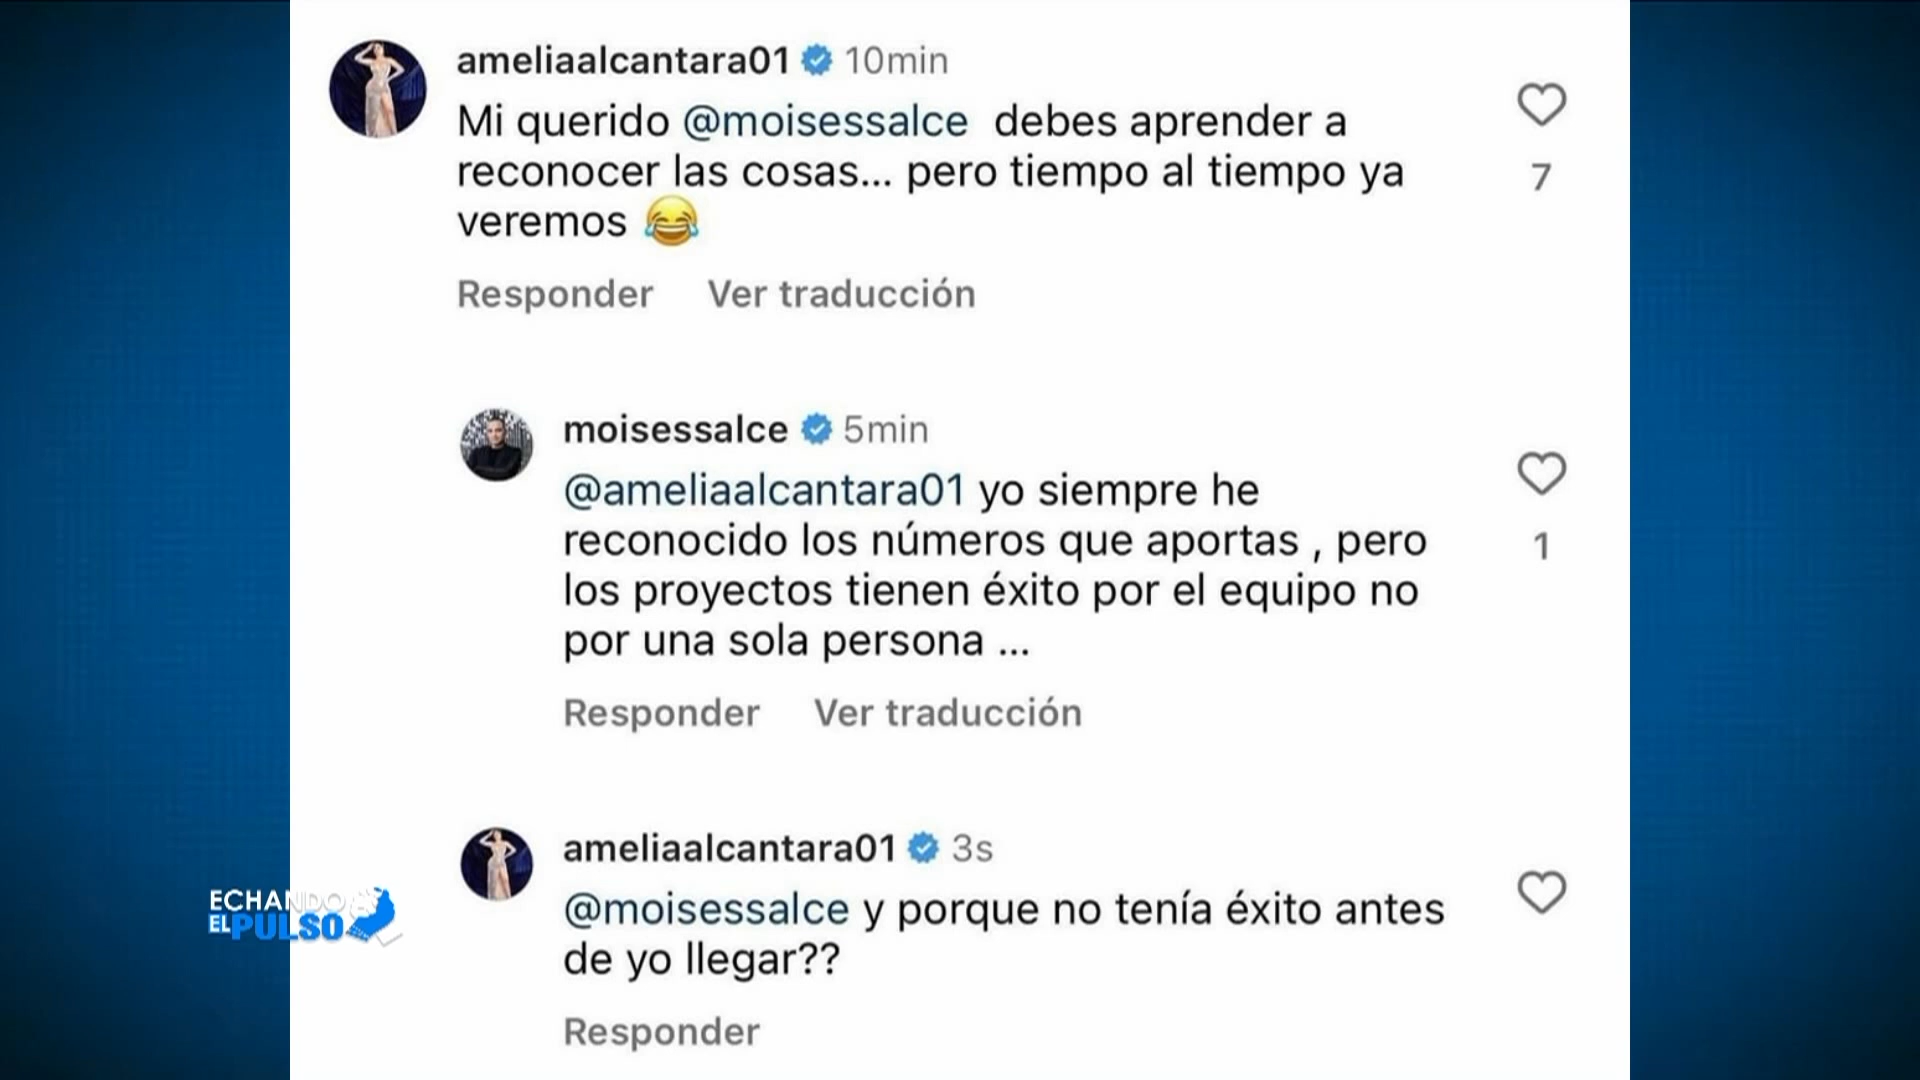 ameliaalcantara01 10min
Mi querido @moisessalce debes aprender a
reconocer las cosas... pero tiempo al tiempo ya
veremos 😂
7
Responder Ver traducción
moisessalce 5min
@ameliaalcantara01 yo siempre he
reconocido los números que aportas , pero
los proyectos tienen éxito por el equipo no
por una sola persona ...
1
Responder Ver traducción
ameliaalcantara01 3s
@moisessalce y porque no tenía éxito antes
de yo llegar??
Responder
ECHANDO
EL PULSO